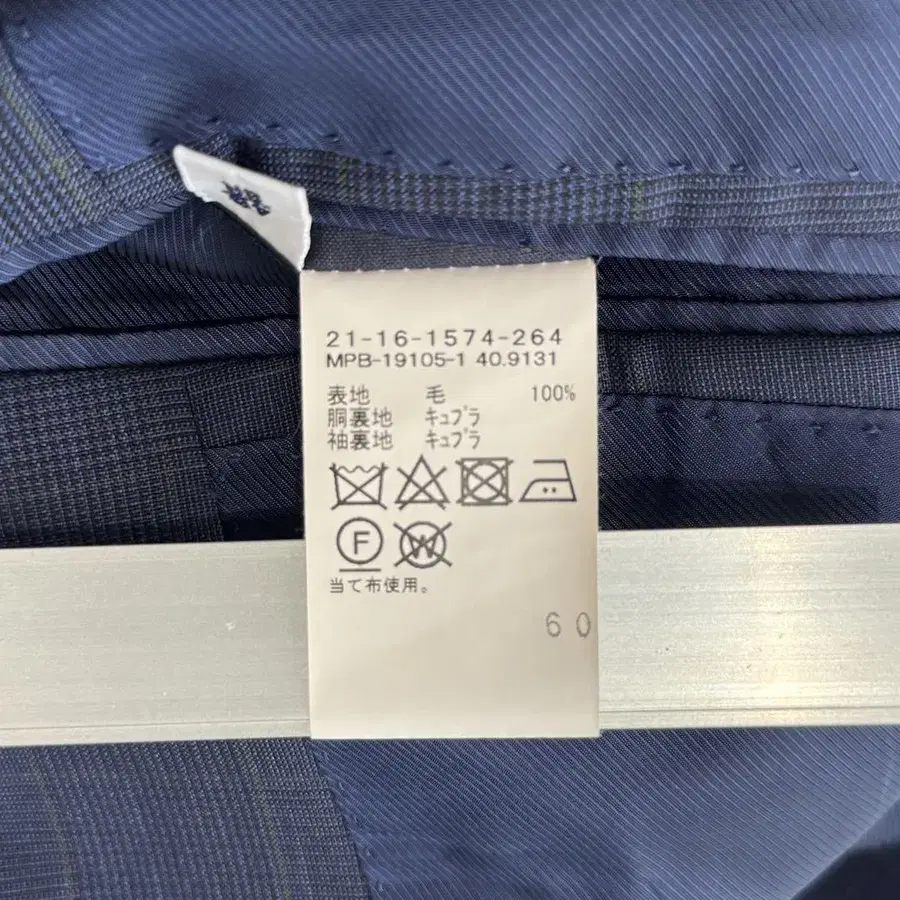 21-16-1574-264
MPB-19105-1 40.9131
表地 毛 100%
胴裏地 キュプラ
袖裏地 キュプラ
F W
当て布使用。
60